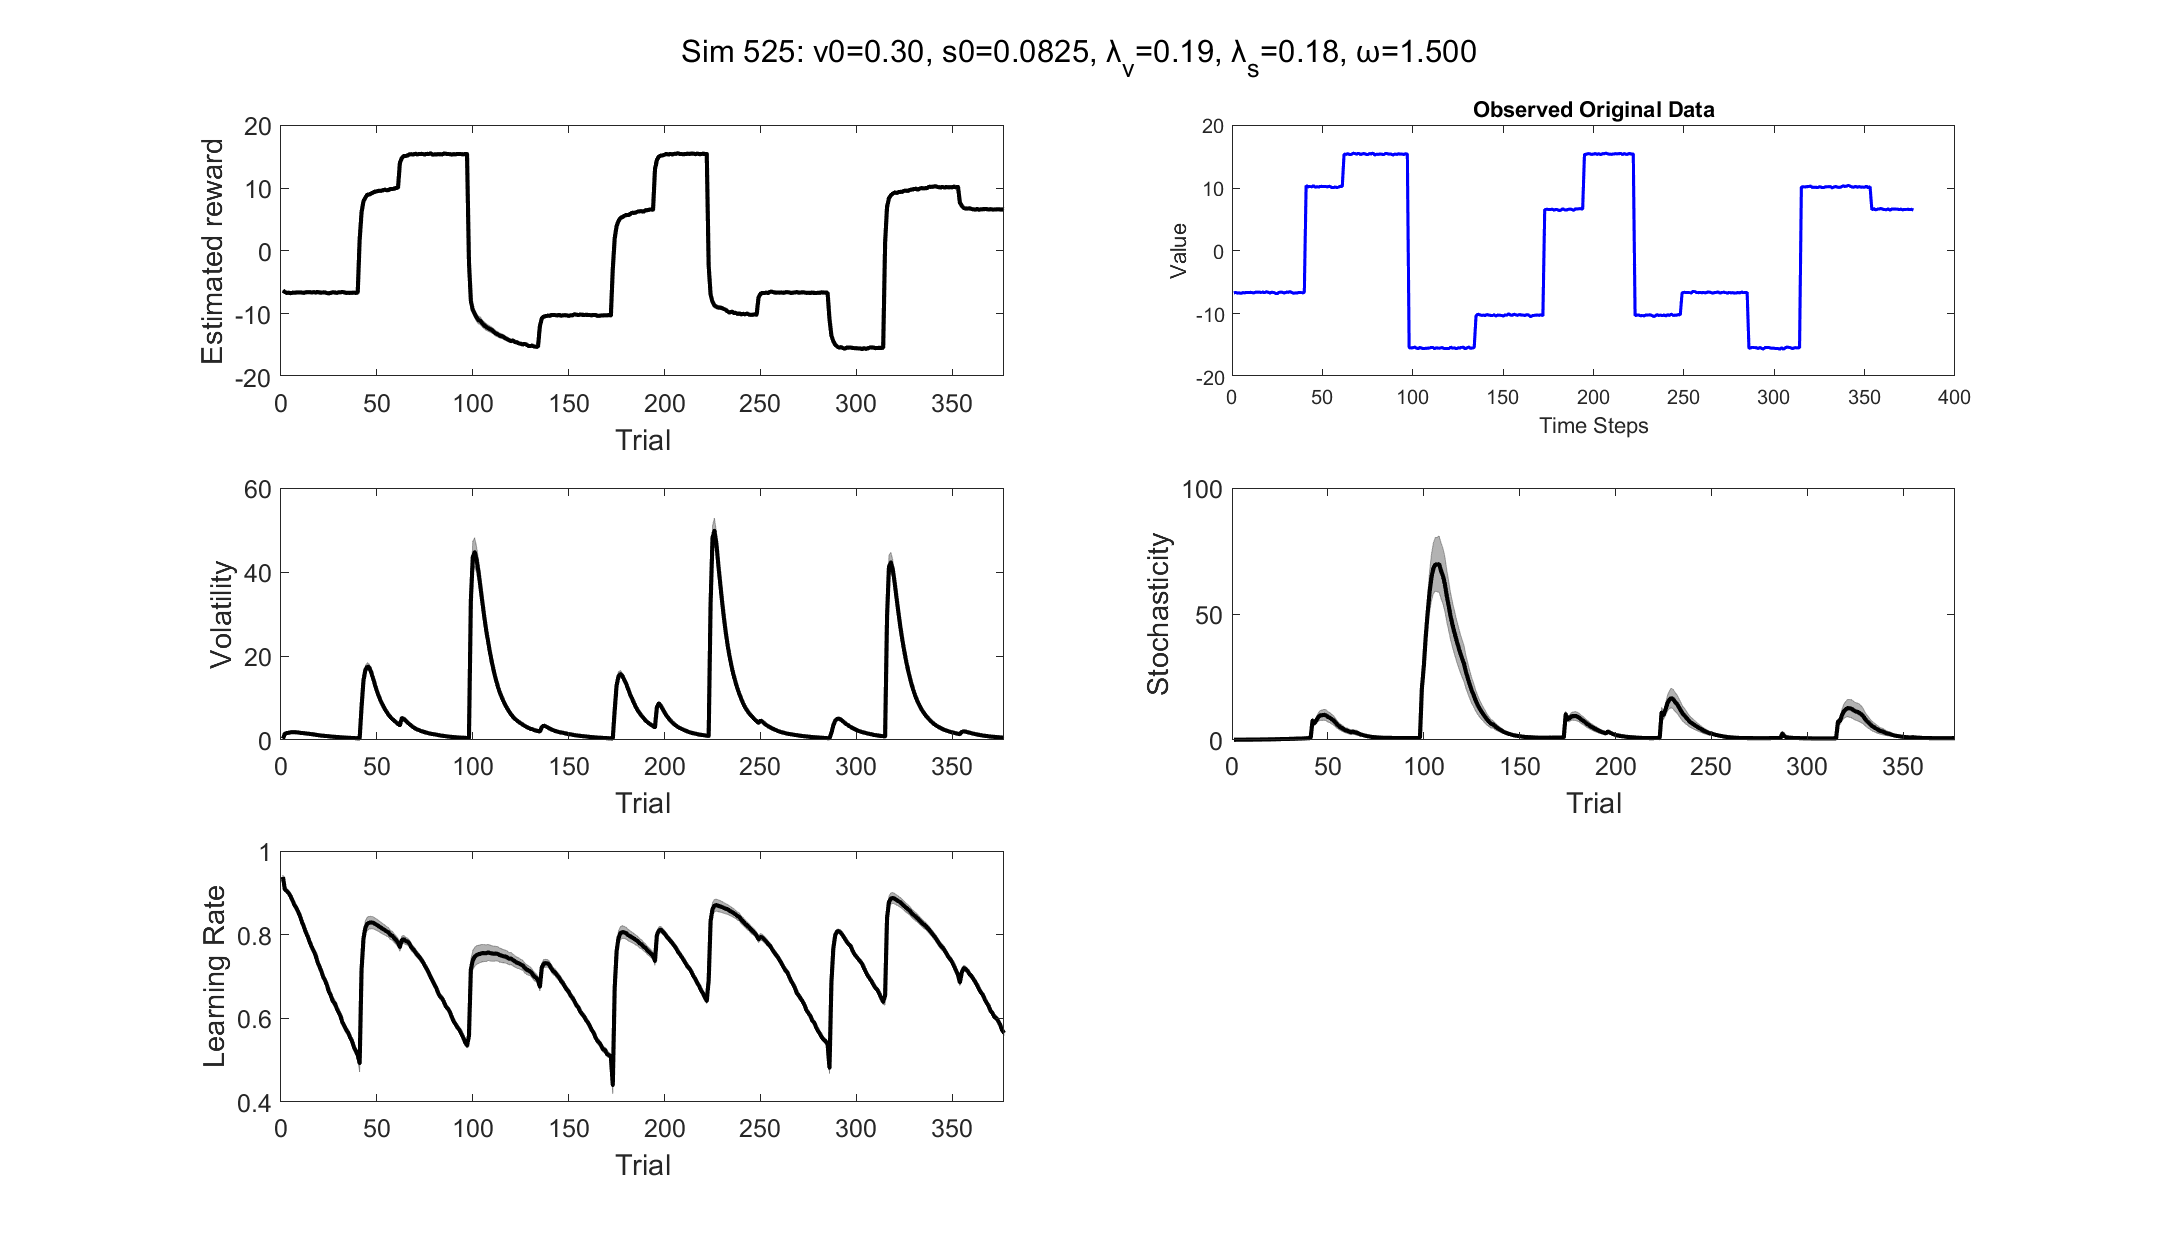 Sim 525: v0=0.30, s0=0.0825, λv=0.19, λs=0.18, ω=1.500
20
10
0
-10
-20
Estimated reward
0 50 100 150 200 250 300 350
Trial
Observed Original Data
20
10
0
-10
-20
Value
0 50 100 150 200 250 300 350 400
Time Steps
60
40
20
0
Volatility
0 50 100 150 200 250 300 350
Trial
100
50
0
Stochasticity
0 50 100 150 200 250 300 350
Trial
1
0.8
0.6
0.4
Learning Rate
0 50 100 150 200 250 300 350
Trial